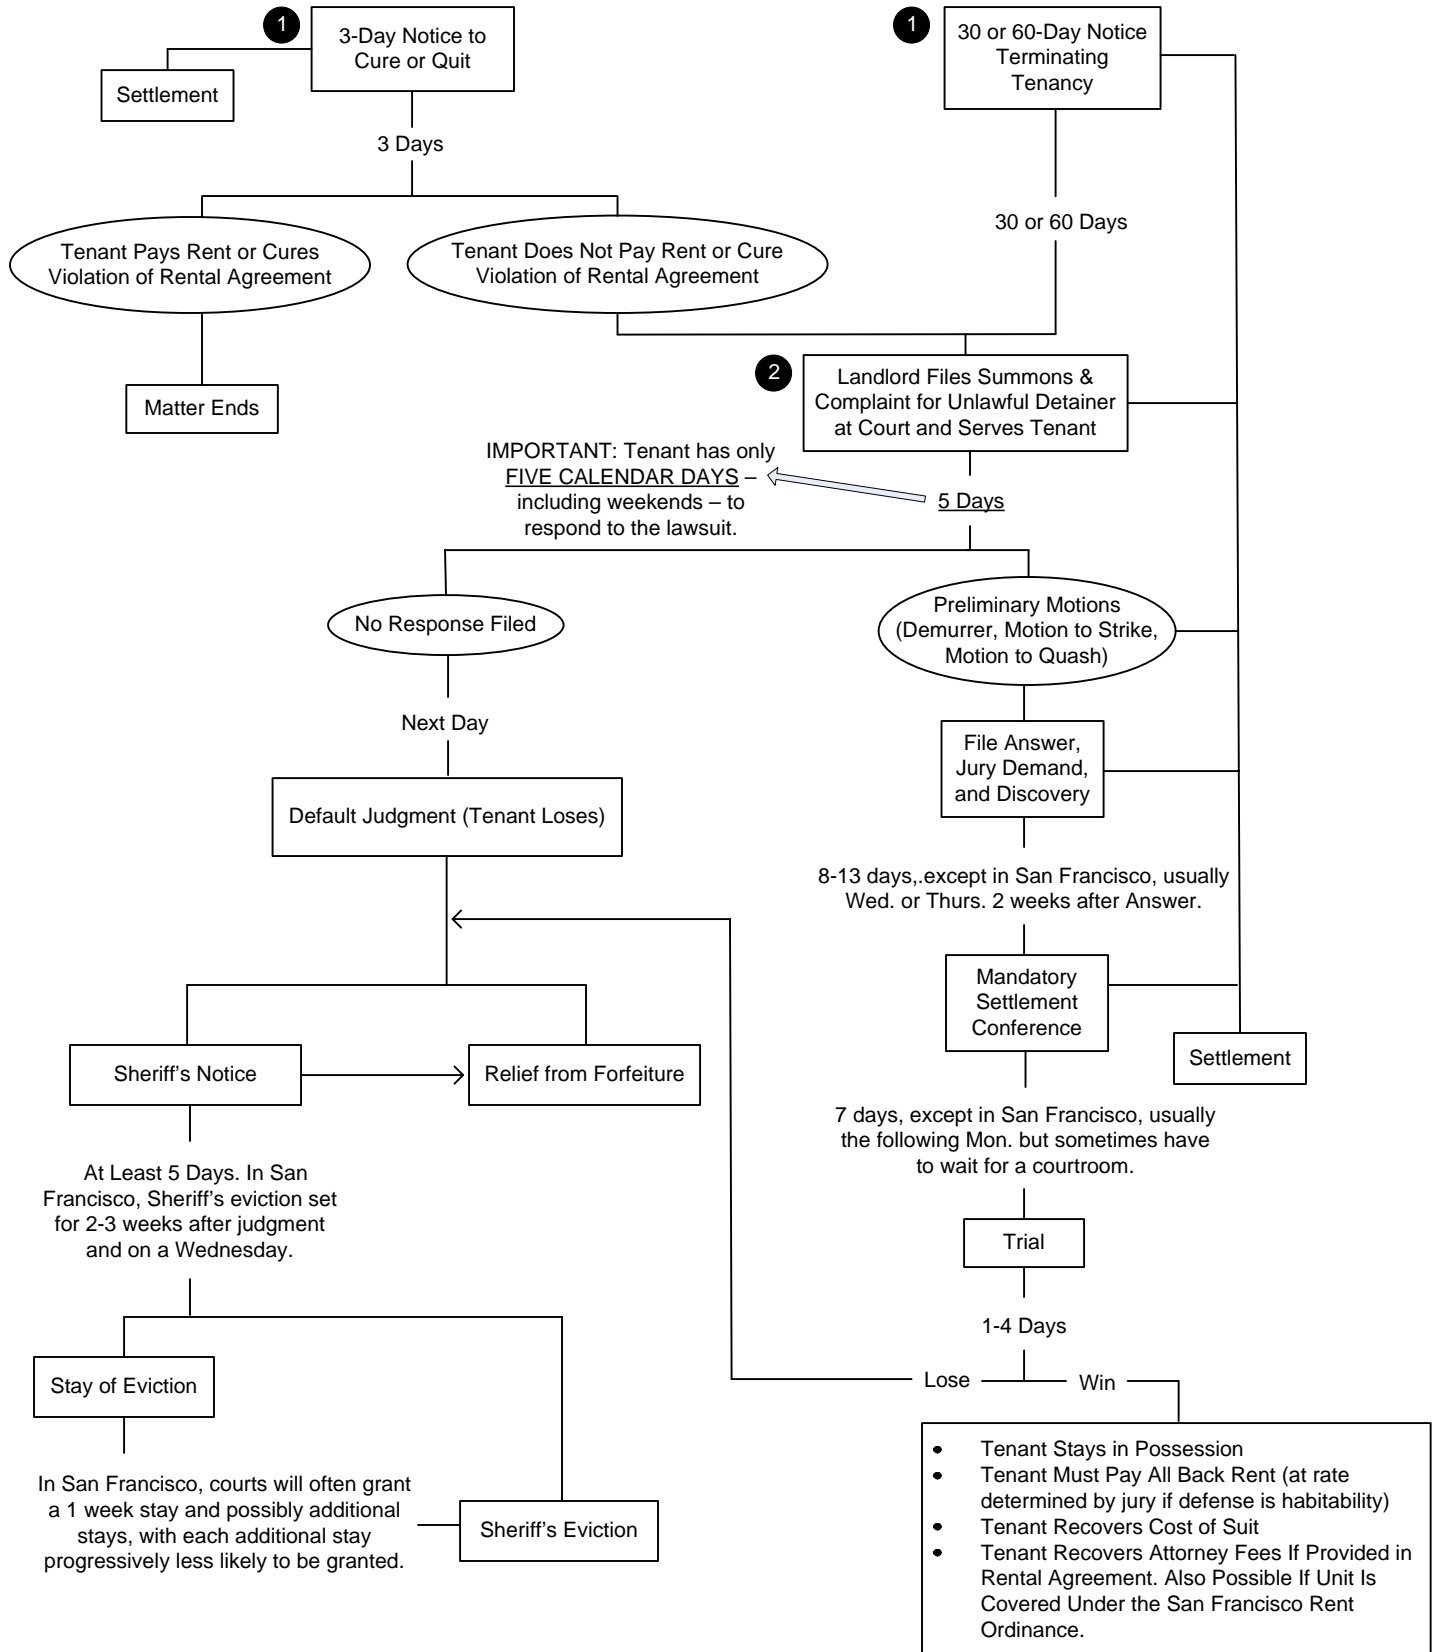 1
3-Day Notice to
Cure or Quit
Settlement
3 Days
Tenant Pays Rent or Cures
Violation of Rental Agreement
Tenant Does Not Pay Rent or Cure
Violation of Rental Agreement
Matter Ends
1
30 or 60-Day Notice
Terminating
Tenancy
30 or 60 Days
2
Landlord Files Summons &
Complaint for Unlawful Detainer
at Court and Serves Tenant
IMPORTANT: Tenant has only
FIVE CALENDAR DAYS –
including weekends – to
respond to the lawsuit.
5 Days
No Response Filed
Next Day
Default Judgment (Tenant Loses)
Preliminary Motions
(Demurrer, Motion to Strike,
Motion to Quash)
File Answer,
Jury Demand,
and Discovery
8-13 days,.except in San Francisco, usually
Wed. or Thurs. 2 weeks after Answer.
Mandatory
Settlement
Conference
Settlement
Sheriff's Notice
Relief from Forfeiture
7 days, except in San Francisco, usually
the following Mon. but sometimes have
to wait for a courtroom.
At Least 5 Days. In San
Francisco, Sheriff's eviction set
for 2-3 weeks after judgment
and on a Wednesday.
Trial
1-4 Days
Lose
Win
Stay of Eviction
In San Francisco, courts will often grant
a 1 week stay and possibly additional
stays, with each additional stay
progressively less likely to be granted.
Sheriff's Eviction
• Tenant Stays in Possession
• Tenant Must Pay All Back Rent (at rate
determined by jury if defense is habitability)
• Tenant Recovers Cost of Suit
• Tenant Recovers Attorney Fees If Provided in
Rental Agreement. Also Possible If Unit Is
Covered Under the San Francisco Rent
Ordinance.